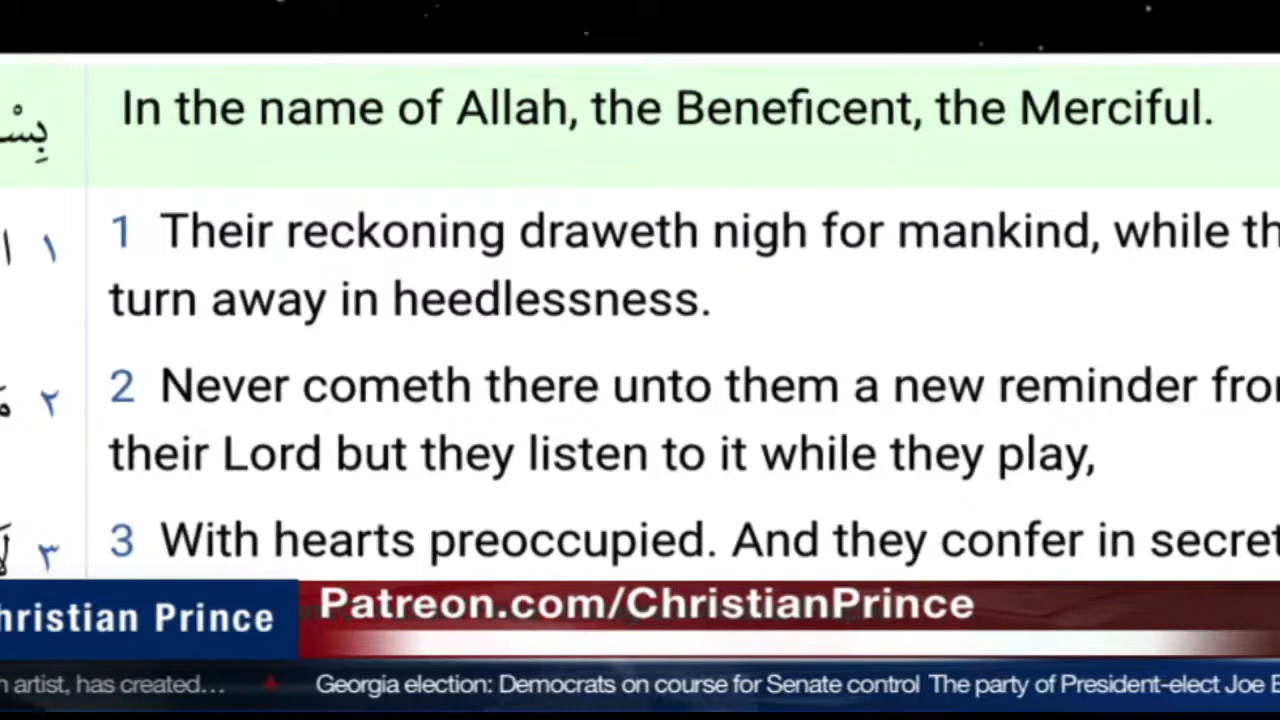 In the name of Allah, the Beneficent, the Merciful.
بِسْ
1 Their reckoning draweth nigh for mankind, while th
turn away in heedlessness.
١ ا
2 Never cometh there unto them a new reminder from
their Lord but they listen to it while they play,
٢
3 With hearts preoccupied. And they confer in secret
٣ لَا
hristian Prince
Patreon.com/ChristianPrince
n artist, has created... Georgia election: Democrats on course for Senate control The party of President-elect Joe B